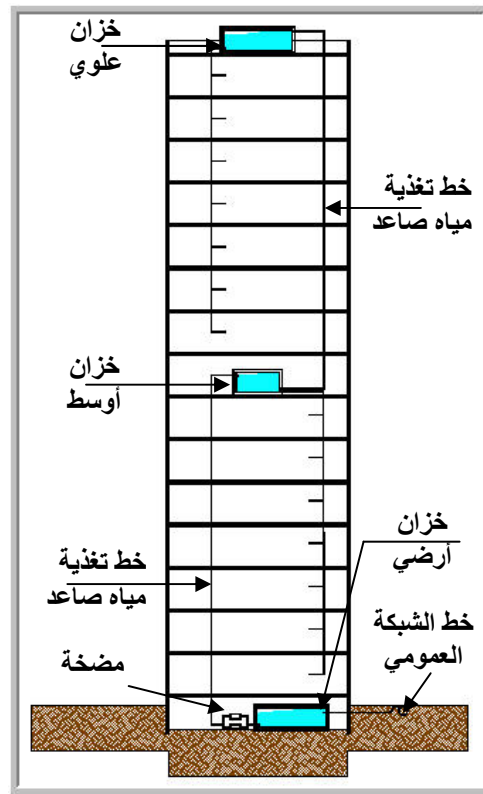 خزان
علوي
خط تغذية
مياه صاعد
خزان
أوسط
خزان
أرضي
خط تغذية
مياه صاعد
خط الشبكة
العمومي
مضخة